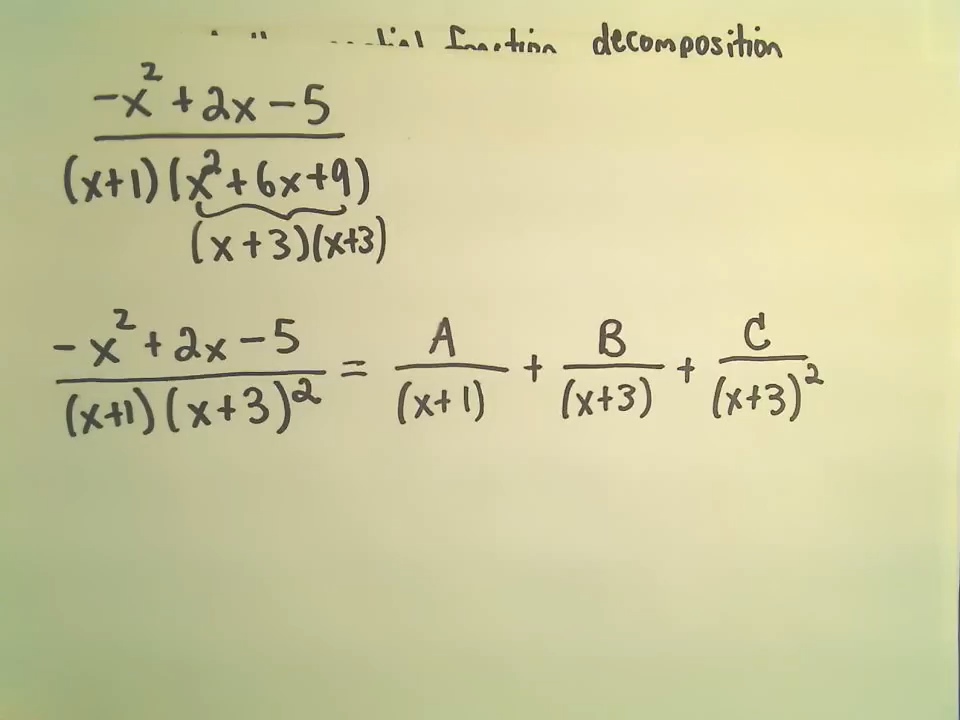 decomposition
-x² + 2x - 5
(x+1)(x² + 6x + 9)
(x + 3)(x+3)
-x² + 2x - 5 = A + B + C
(x+1)(x+3)² (x+1) (x+3) (x+3)²